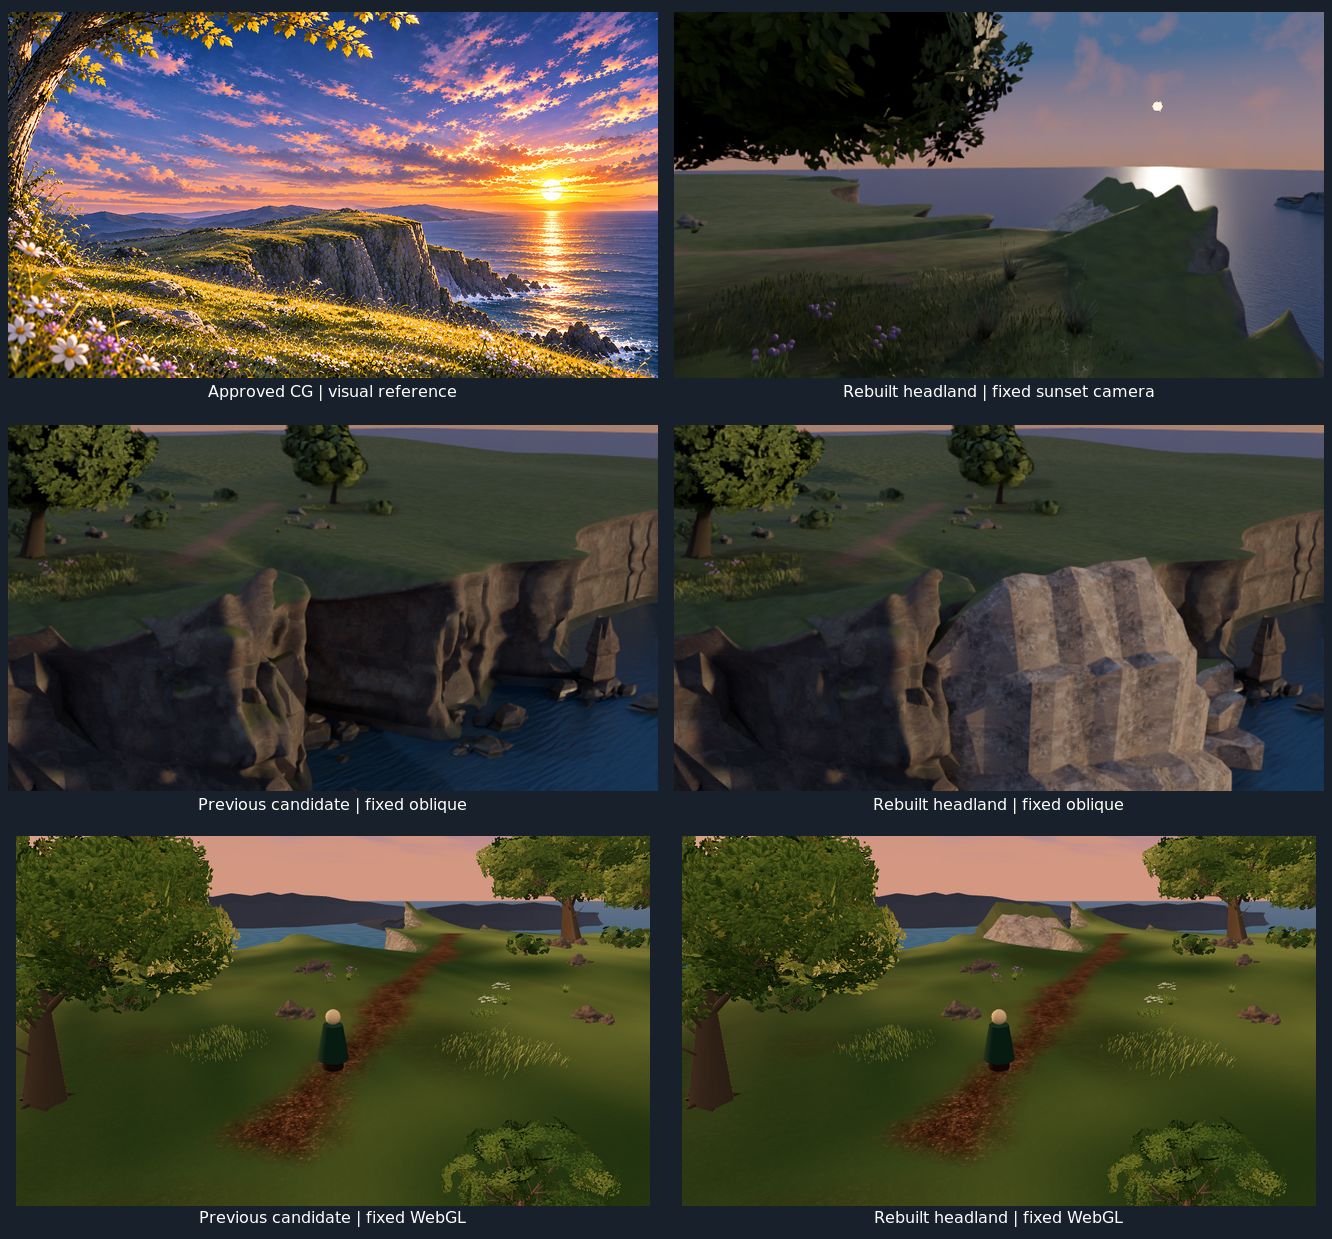 Approved CG | visual reference
Rebuilt headland | fixed sunset camera
Previous candidate | fixed oblique
Rebuilt headland | fixed oblique
Previous candidate | fixed WebGL
Rebuilt headland | fixed WebGL